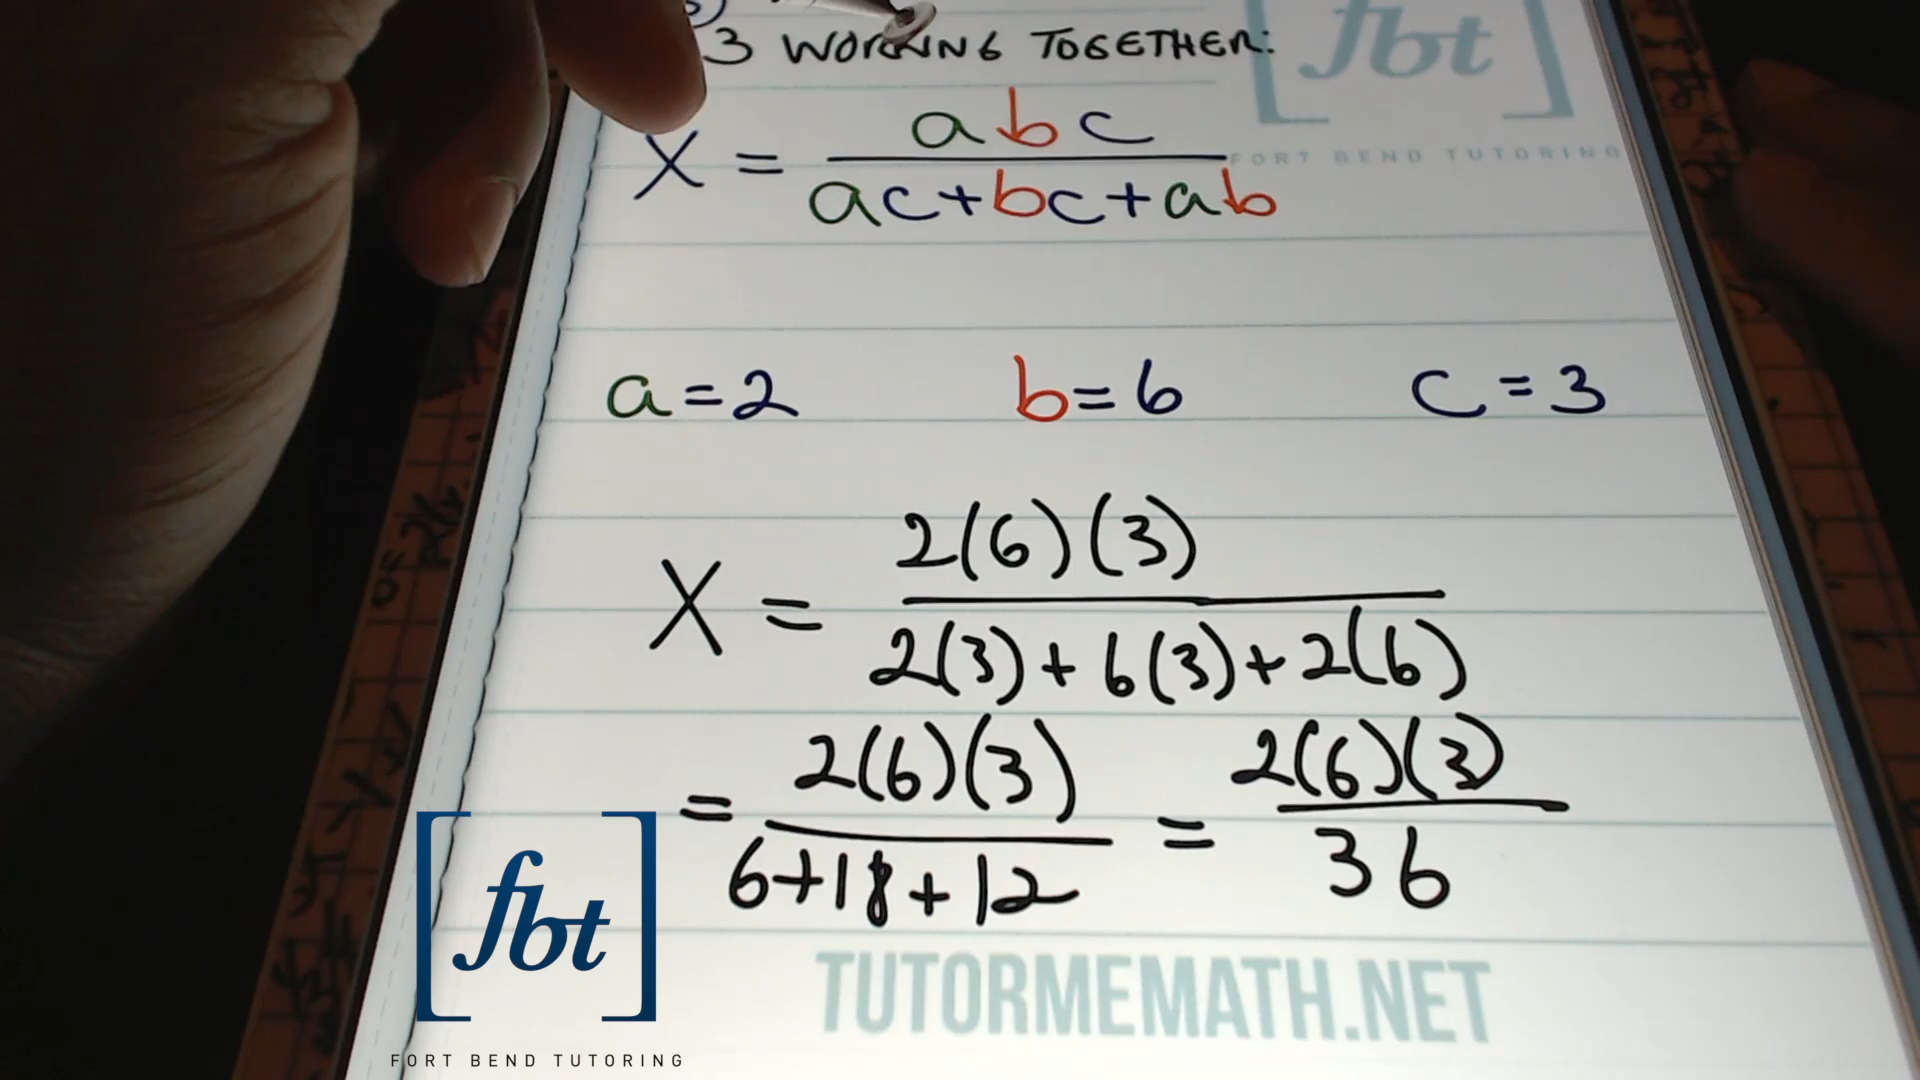 3 WORKING TOGETHER:
fbt
FORT BEND TUTORING
X = abc / ac+bc+ab
a=2 b=6 c=3
X = 2(6)(3) / 2(3)+6(3)+2(6)
= 2(6)(3) / 6+18+12 = 2(6)(3) / 36
fbt
FORT BEND TUTORING
TUTORMEMATH.NET